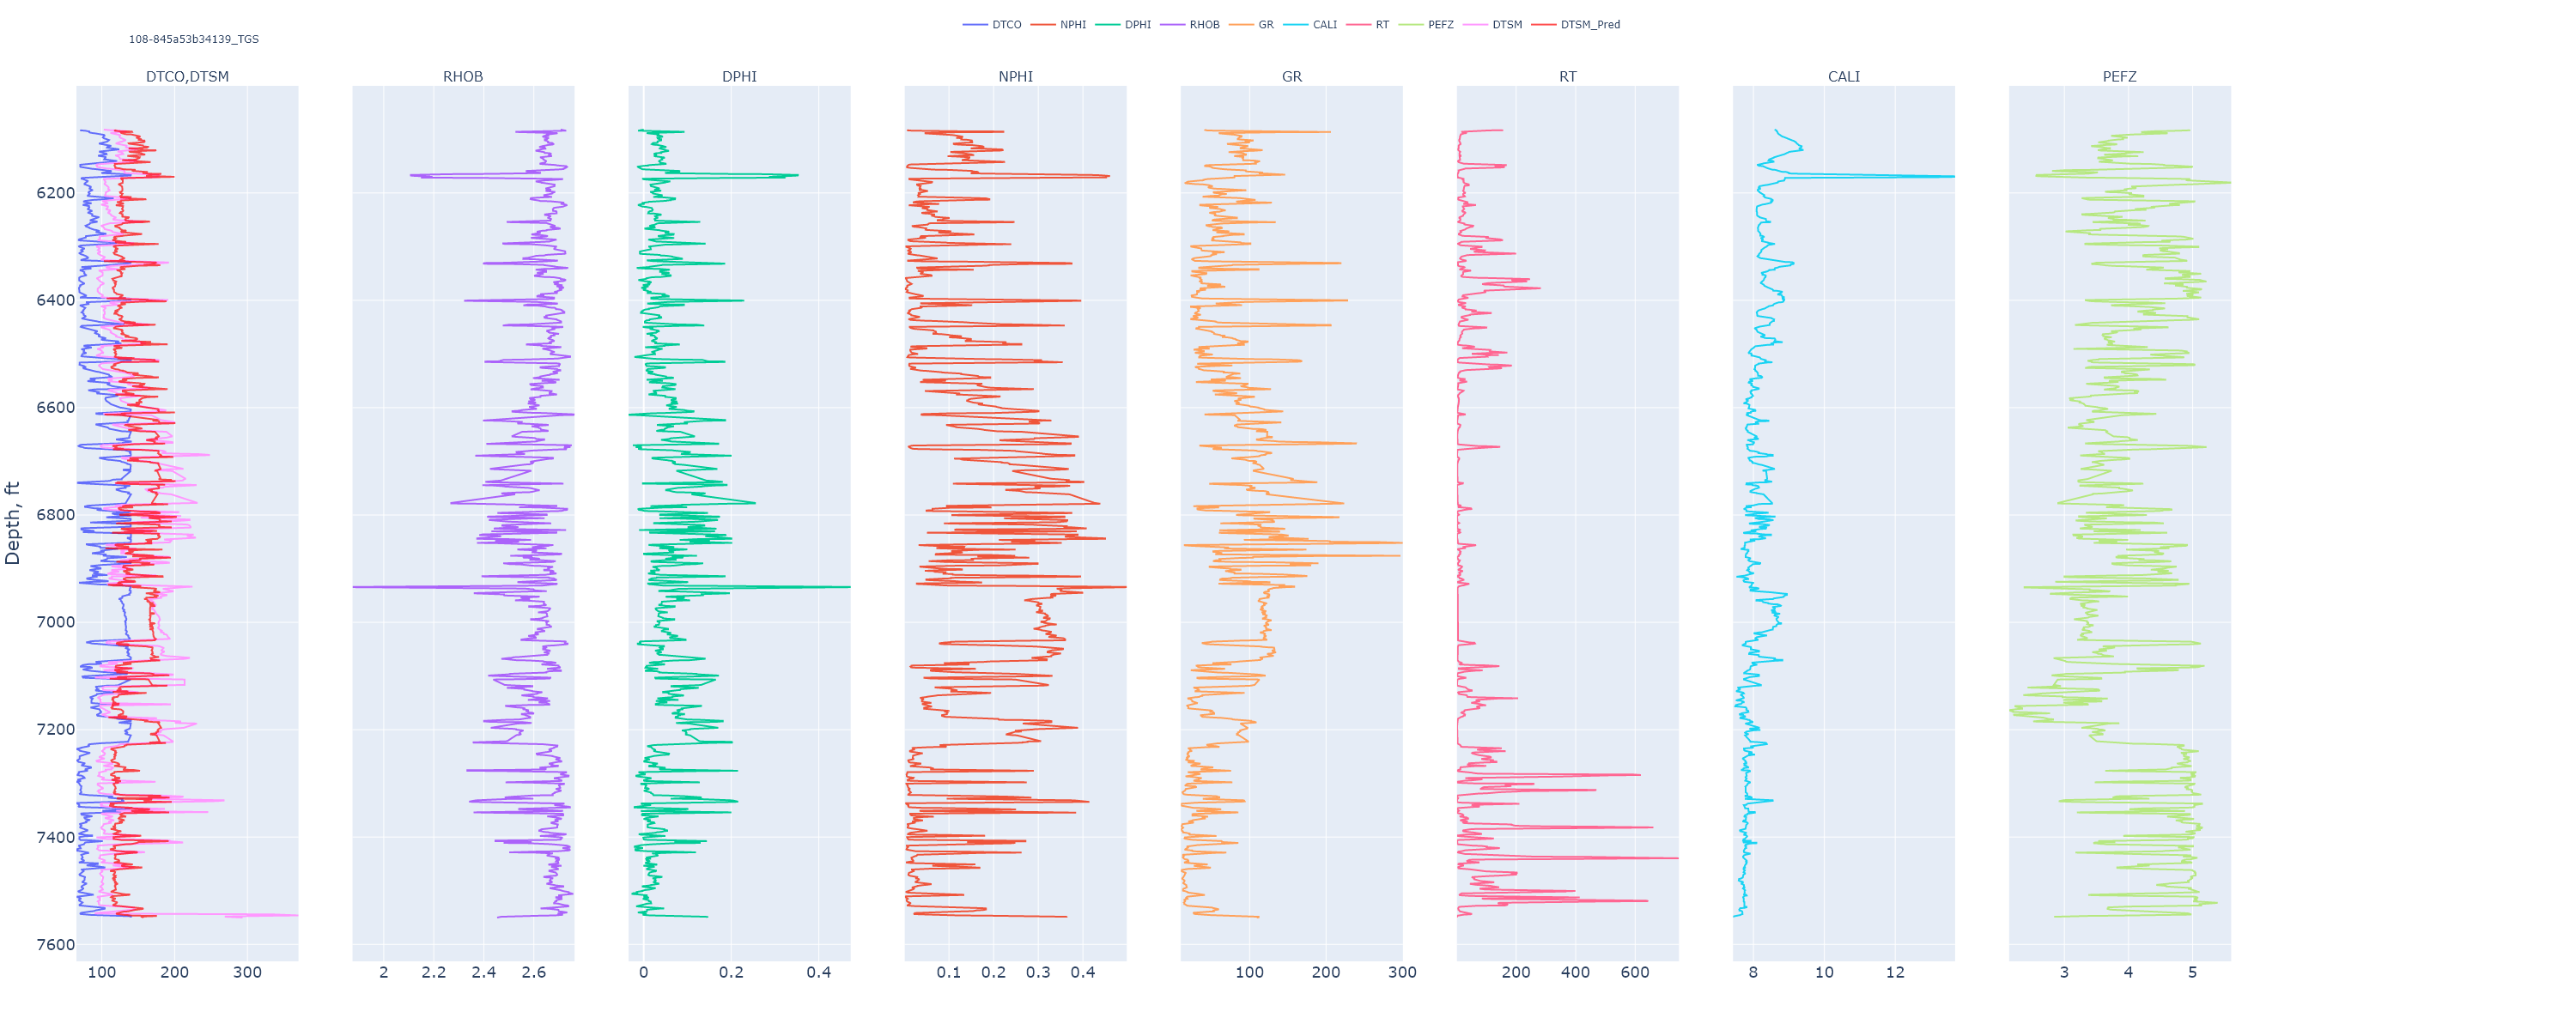 DTCO NPHI DPHI RHOB GR CALI RT PEFZ DTSM DTSM_Pred
108-845a53b34139_TGS
DTCO,DTSM RHOB DPHI NPHI GR RT CALI PEFZ
Depth, ft
6200
6400
6600
6800
7000
7200
7400
7600
100 200 300 2 2.2 2.4 2.6 0 0.2 0.4 0.1 0.2 0.3 0.4 100 200 300 200 400 600 8 10 12 3 4 5